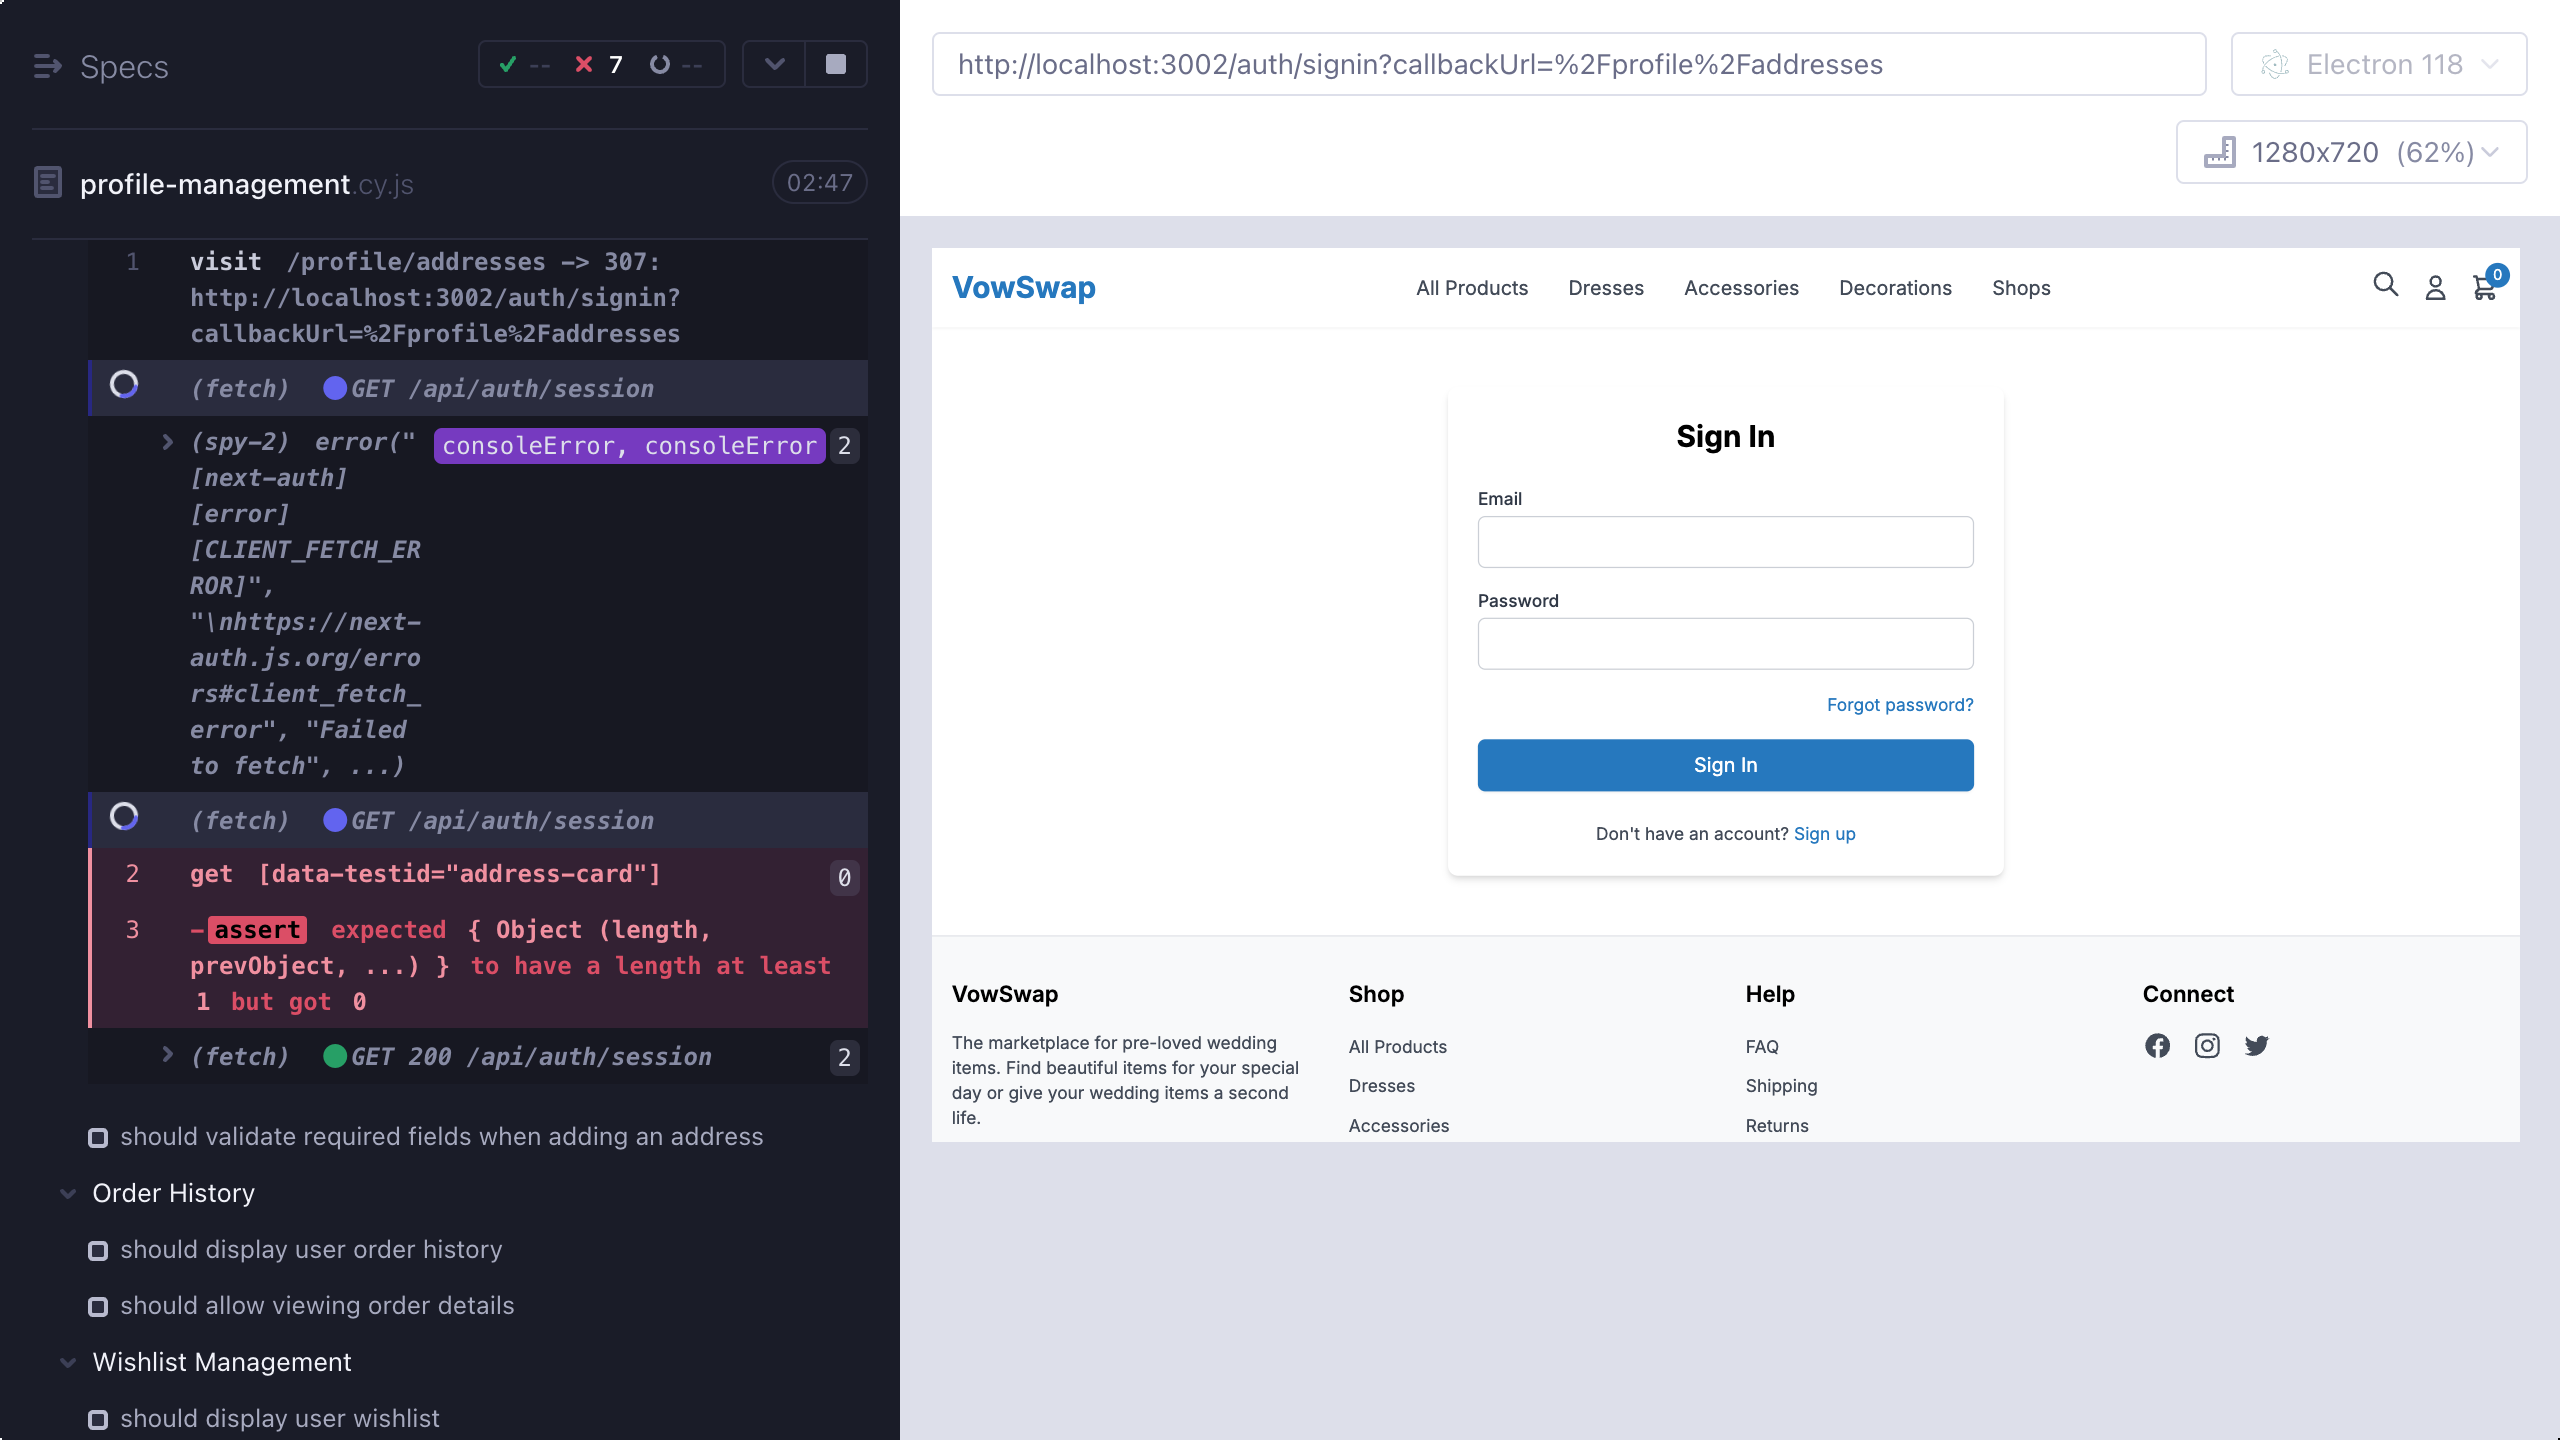 Specs
-- 7 --
profile-management.cy.js
02:47
1 visit /profile/addresses -> 307:
http://localhost:3002/auth/signin?
callbackUrl=%2Fprofile%2Faddresses
(fetch) GET /api/auth/session
(spy-2) error(" consoleError, consoleError 2
[next-auth]
[error]
[CLIENT_FETCH_ER
ROR]",
"\nhttps://next-
auth.js.org/erro
rs#client_fetch_
error", "Failed
to fetch", ...)
(fetch) GET /api/auth/session
2 get [data-testid="address-card"] 0
3 -assert expected { Object (length,
prevObject, ...) } to have a length at least
1 but got 0
(fetch) GET 200 /api/auth/session 2
should validate required fields when adding an address
Order History
should display user order history
should allow viewing order details
Wishlist Management
should display user wishlist
http://localhost:3002/auth/signin?callbackUrl=%2Fprofile%2Faddresses
Electron 118
1280x720 (62%)
VowSwap
All Products Dresses Accessories Decorations Shops
0
Sign In
Email
Password
Forgot password?
Sign In
Don't have an account? Sign up
VowSwap
The marketplace for pre-loved wedding
items. Find beautiful items for your special
day or give your wedding items a second
life.
Shop
All Products
Dresses
Accessories
Help
FAQ
Shipping
Returns
Connect